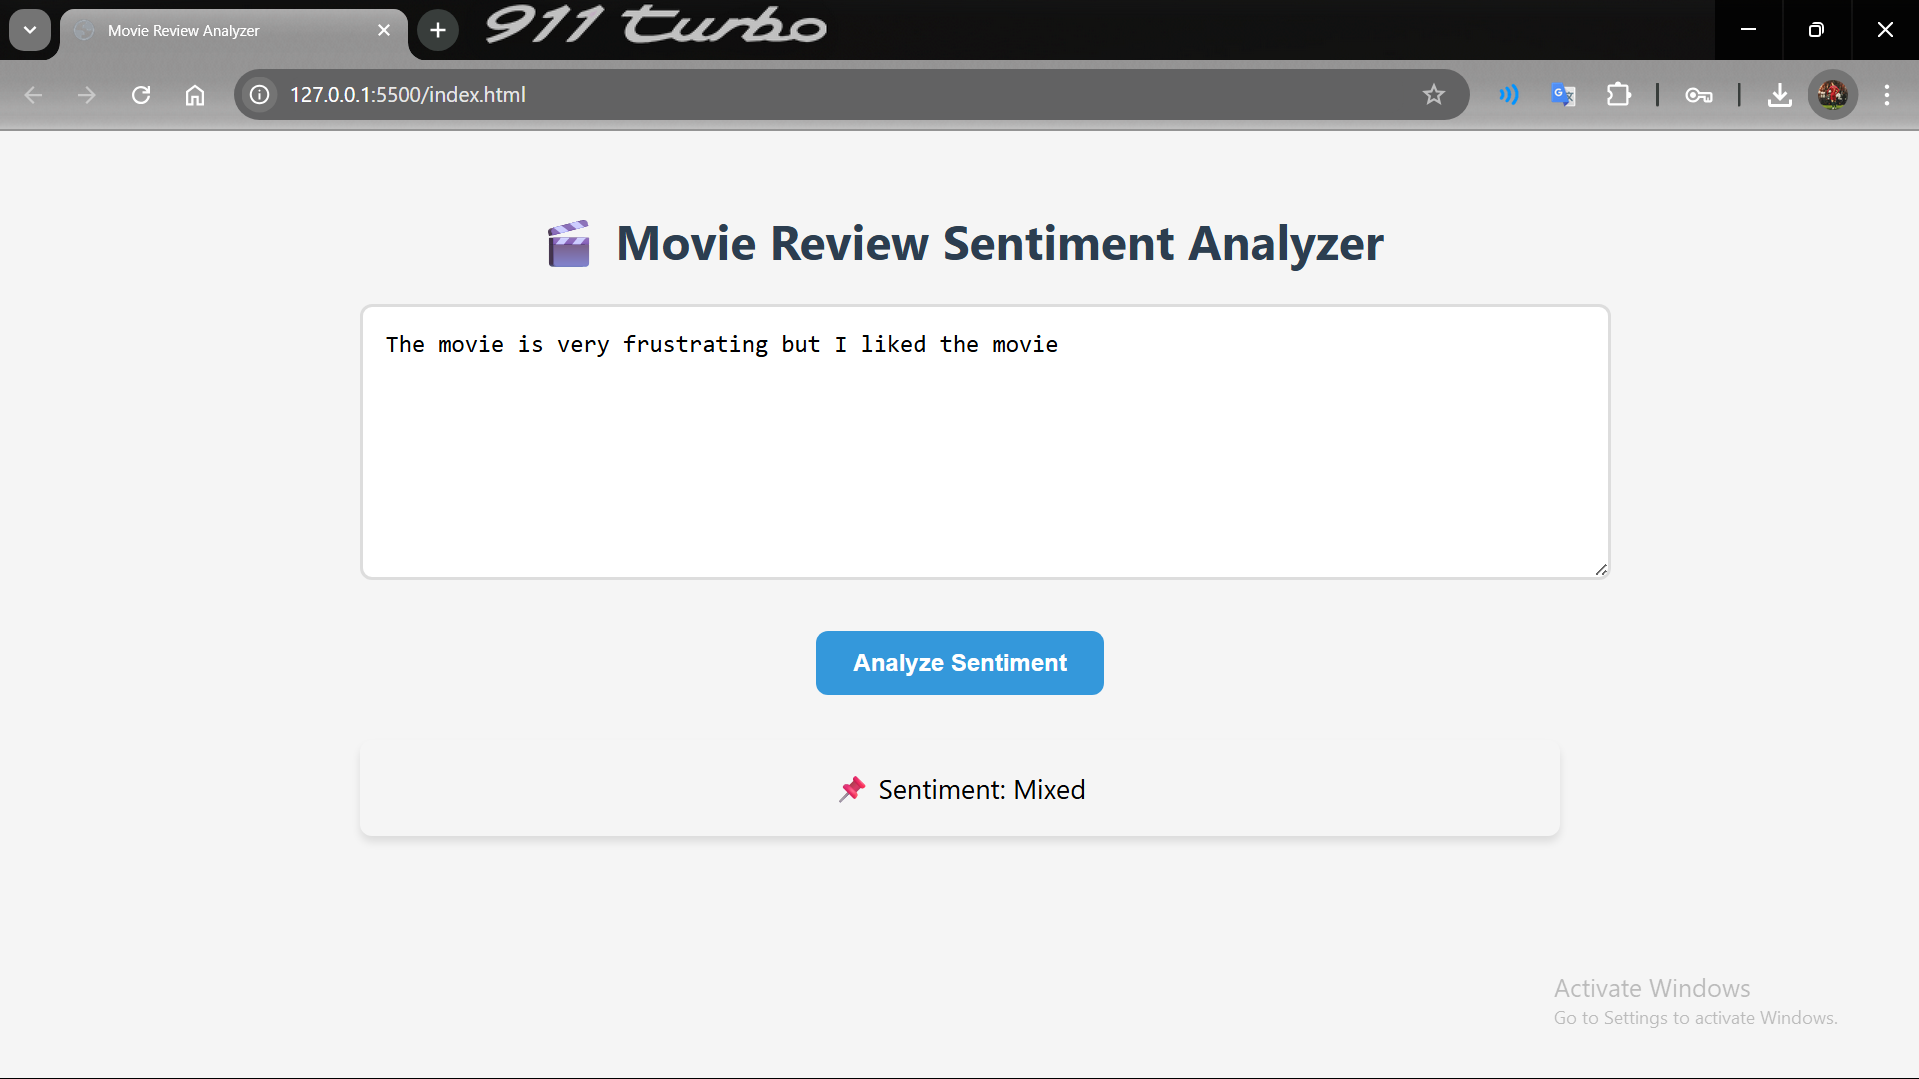 Movie Review Analyzer
911 turbo
127.0.0.1:5500/index.html
🎬 Movie Review Sentiment Analyzer
The movie is very frustrating but I liked the movie
Analyze Sentiment
📌 Sentiment: Mixed
Activate Windows
Go to Settings to activate Windows.